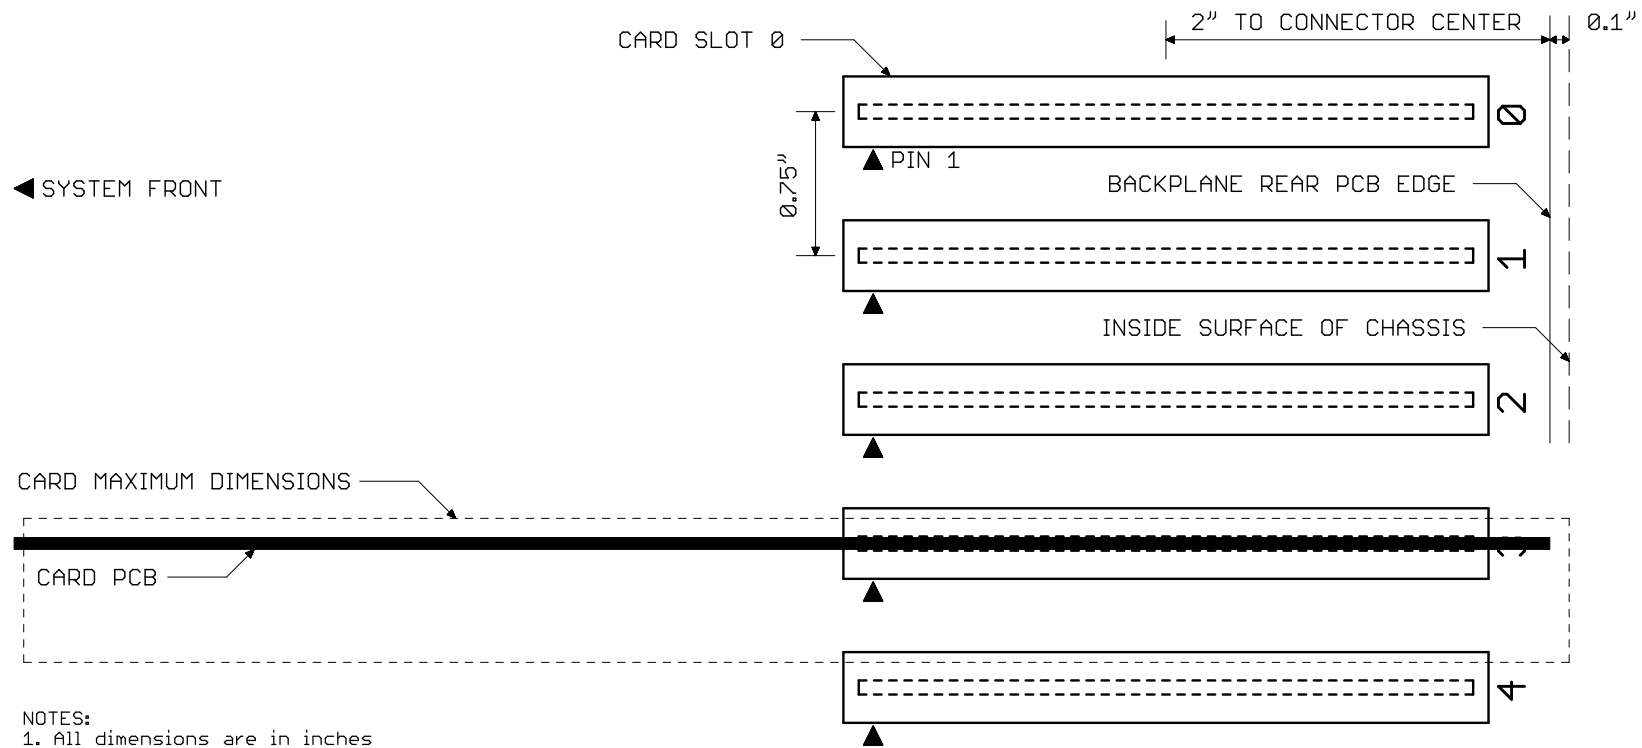 2” TO CONNECTOR CENTER
0.1”
CARD SLOT 0
0
PIN 1
0.75”
SYSTEM FRONT
BACKPLANE REAR PCB EDGE
1
INSIDE SURFACE OF CHASSIS
2
CARD MAXIMUM DIMENSIONS
CARD PCB
4
NOTES:
1. All dimensions are in inches